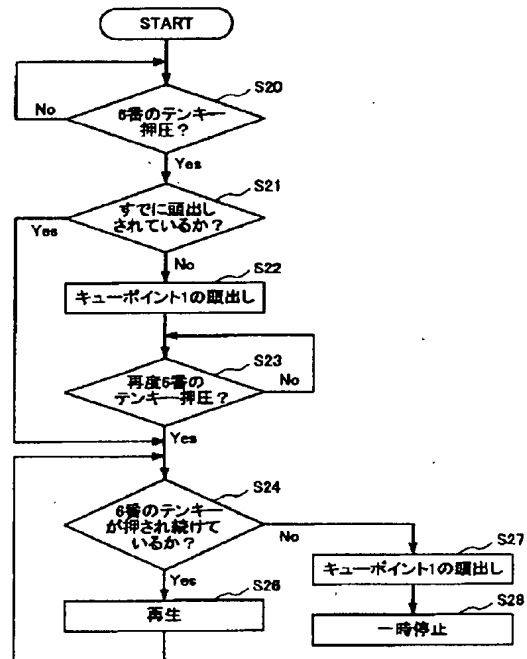 START
S20
6番のテンキー
押圧？
No
Yes
S21
すでに頭出し
されているか？
Yes
No
S22
キューポイント1の頭出し
S23
再度6番の
テンキー押圧？
No
Yes
S24
6番のテンキー
が押され続けて
いるか？
No
Yes
S26
再生
S27
キューポイント1の頭出し
S28
一時停止